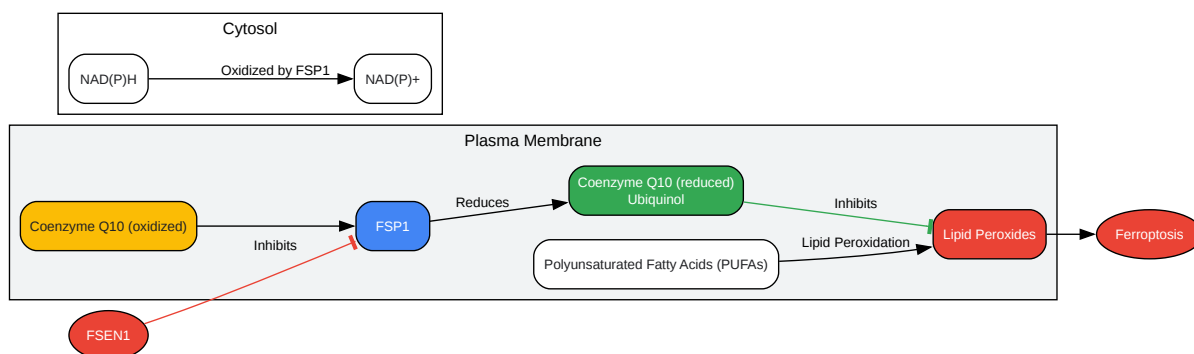 Cytosol
NAD(P)H
Oxidized by FSP1
NAD(P)+
Plasma Membrane
Coenzyme Q10 (oxidized)
Inhibits
FSP1
Reduces
Coenzyme Q10 (reduced)
Ubiquinol
Inhibits
Polyunsaturated Fatty Acids (PUFAs)
Lipid Peroxidation
Lipid Peroxides
Ferroptosis
FSEN1